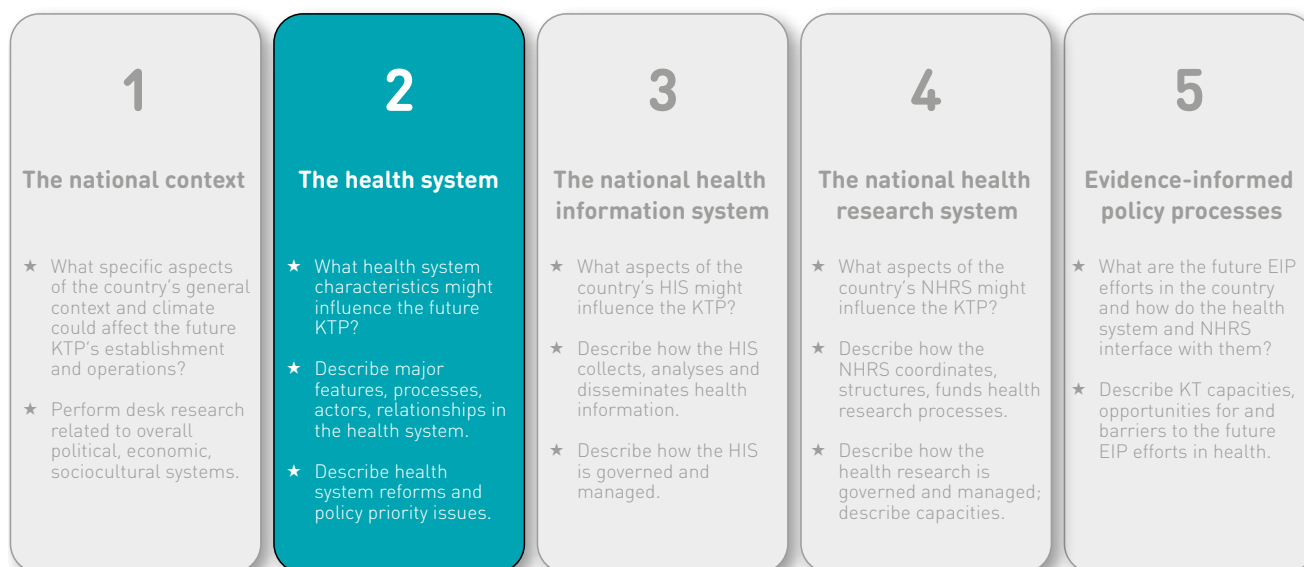 1
The national context
★ What specific aspects
of the country's general
context and climate
could affect the future
KTP's establishment
and operations?
★ Perform desk research
related to overall
political, economic,
sociocultural systems.
2
The health system
★ What health system
characteristics might
influence the future
KTP?
★ Describe major
features, processes,
actors, relationships in
the health system.
★ Describe health
system reforms and
policy priority issues.
3
The national health
information system
★ What aspects of the
country's HIS might
influence the KTP?
★ Describe how the HIS
collects, analyses and
disseminates health
information.
★ Describe how the HIS
is governed and
managed.
4
The national health
research system
★ What aspects of the
country's NHRS might
influence the KTP?
★ Describe how the
NHRS coordinates,
structures, funds health
research processes.
★ Describe how the
health research is
governed and managed;
describe capacities.
5
Evidence-informed
policy processes
★ What are the future EIP
efforts in the country
and how do the health
system and NHRS
interface with them?
★ Describe KT capacities,
opportunities for and
barriers to the future
EIP efforts in health.